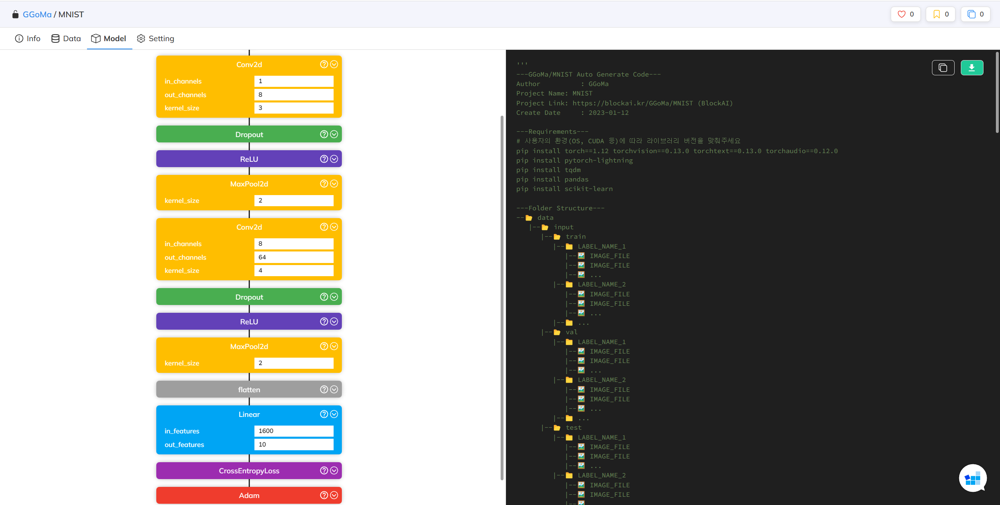 GGoMa / MNIST
0
0
0
Info
Data
Model
Setting
Conv2d
in_channels 1
out_channels 8
kernel_size 3
Dropout
ReLU
MaxPool2d
kernel_size 2
Conv2d
in_channels 8
out_channels 64
kernel_size 4
Dropout
ReLU
MaxPool2d
kernel_size 2
flatten
Linear
in_features 1600
out_features 10
CrossEntropyLoss
Adam
'''
---GGoMa/MNIST Auto Generate Code---
Author : GGoMa
Project Name: MNIST
Project Link: https://blockai.kr/GGoMa/MNIST (BlockAI)
Create Date : 2023-01-12
---Requirements---
# 사용자의 환경(OS, CUDA 등)에 따라 라이브러리 버전을 맞춰주세요
pip install torch==1.12 torchvision==0.13.0 torchtext==0.13.0 torchaudio==0.12.0
pip install pytorch-lightning
pip install tqdm
pip install pandas
pip install scikit-learn
---Folder Structure---
--📂 data
|--📂 input
|--📂 train
|--📁 LABEL_NAME_1
|--🖼️ IMAGE_FILE
|--🖼️ IMAGE_FILE
|--🖼️ ...
|--📁 LABEL_NAME_2
|--🖼️ IMAGE_FILE
|--🖼️ IMAGE_FILE
|--🖼️ ...
|--📁 ...
|--📂 val
|--📁 LABEL_NAME_1
|--🖼️ IMAGE_FILE
|--🖼️ IMAGE_FILE
|--🖼️ ...
|--📁 LABEL_NAME_2
|--🖼️ IMAGE_FILE
|--🖼️ IMAGE_FILE
|--🖼️ ...
|--📁 ...
|--📂 test
|--📁 LABEL_NAME_1
|--🖼️ IMAGE_FILE
|--🖼️ IMAGE_FILE
|--🖼️ ...
|--📁 LABEL_NAME_2
|--🖼️ IMAGE_FILE
|--🖼️ IMAGE_FILE
|--🖼️